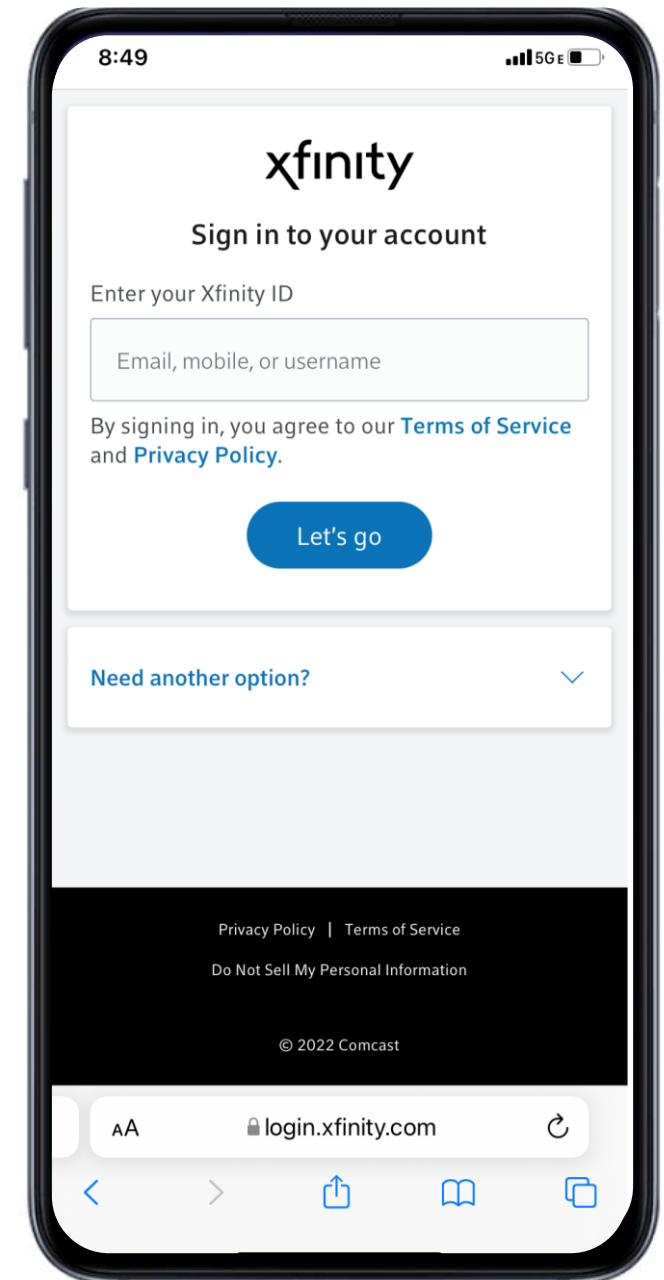 8:49 5G E
xfinity
Sign in to your account
Enter your Xfinity ID
Email, mobile, or username
By signing in, you agree to our Terms of Service
and Privacy Policy.
Let's go
Need another option?
Privacy Policy | Terms of Service
Do Not Sell My Personal Information
© 2022 Comcast
AA login.xfinity.com